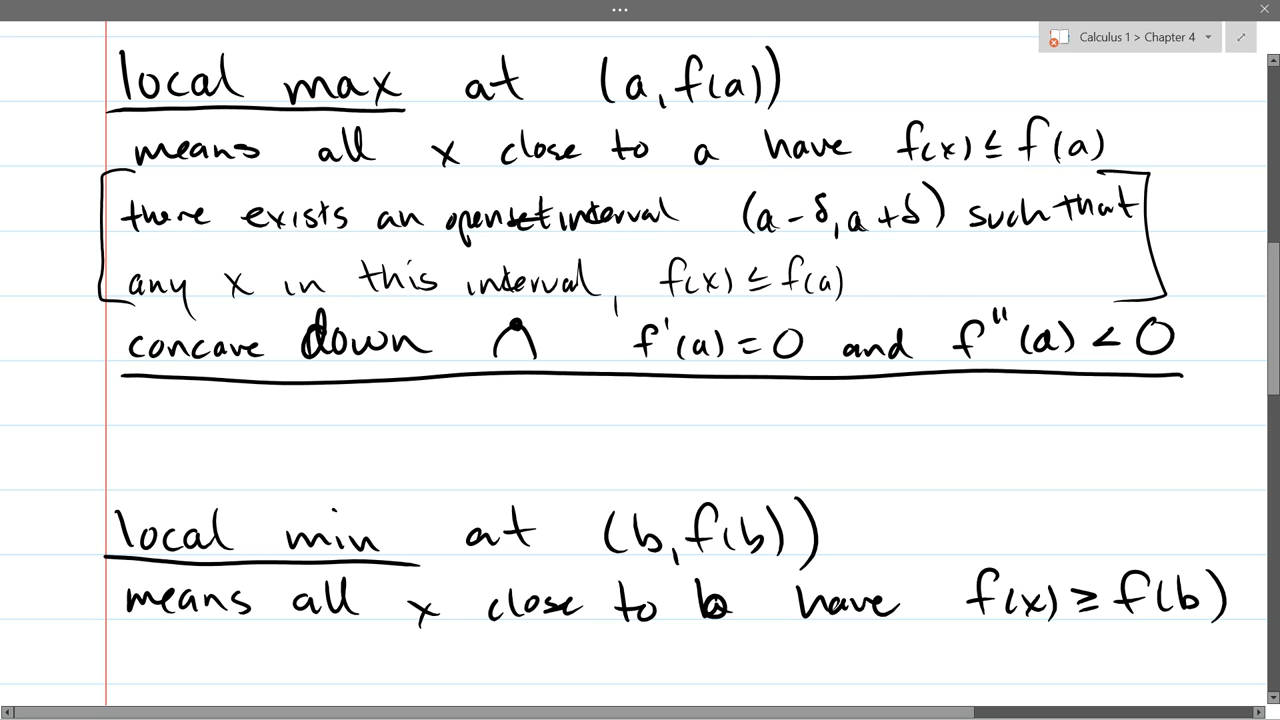 Calculus 1 > Chapter 4
local max at (a, f(a))
means all x close to a have f(x) ≤ f(a)
there exists an open interval (a - δ, a + δ) such that
any x in this interval, f(x) ≤ f(a)
concave down f'(a) = 0 and f''(a) < 0
local min at (b, f(b))
means all x close to b have f(x) ≥ f(b)